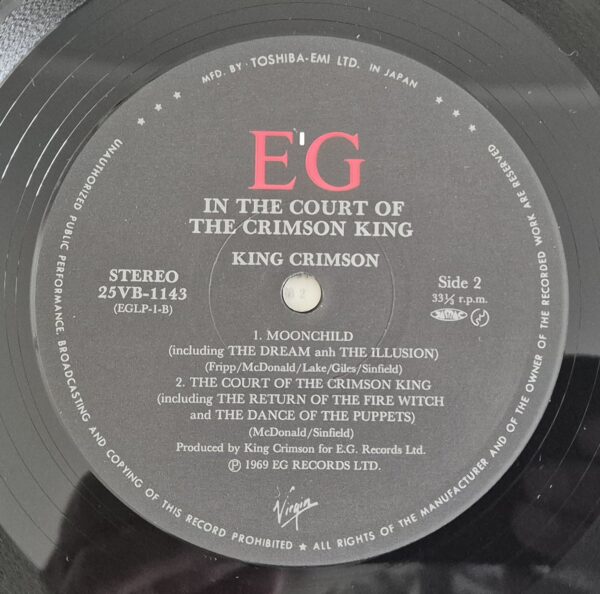 MFD. BY · TOSHIBA-EMI LTD. IN JAPAN
E'G
IN THE COURT OF
THE CRIMSON KING
KING CRIMSON
STEREO
25VB-1143
(EGLP-1-B)
Side 2
33⅓ r.p.m.
1. MOONCHILD
(including THE DREAM anh THE ILLUSION)
(Fripp/McDonald/Lake/Giles/Sinfield)
2. THE COURT OF THE CRIMSON KING
(including THE RETURN OF THE FIRE WITCH
and THE DANCE OF THE PUPPETS)
(McDonald/Sinfield)
Produced by King Crimson for E.G. Records Ltd.
Ⓟ 1969 EG RECORDS LTD.
Virgin
UNAUTHORIZED PUBLIC PERFORMANCE, BROADCASTING AND COPYING OF THIS RECORD PROHIBITED ★ ALL RIGHTS OF THE MANUFACTURER AND OF THE OWNER OF THE RECORDED WORK ARE RESERVED